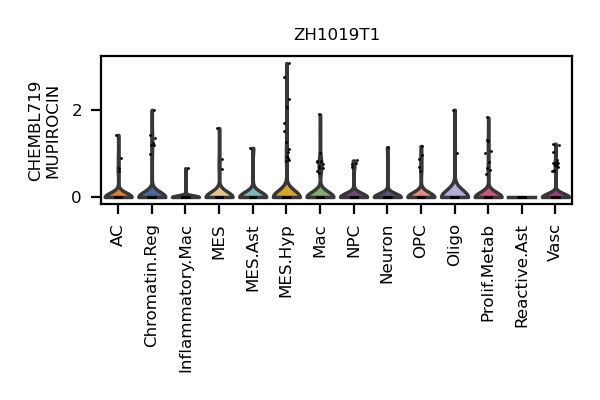 ZH1019T1
CHEMBL719
MUPIROCIN
2
0
AC
Chromatin.Reg
Inflammatory.Mac
MES
MES.Ast
MES.Hyp
Mac
NPC
Neuron
OPC
Oligo
Prolif.Metab
Reactive.Ast
Vasc